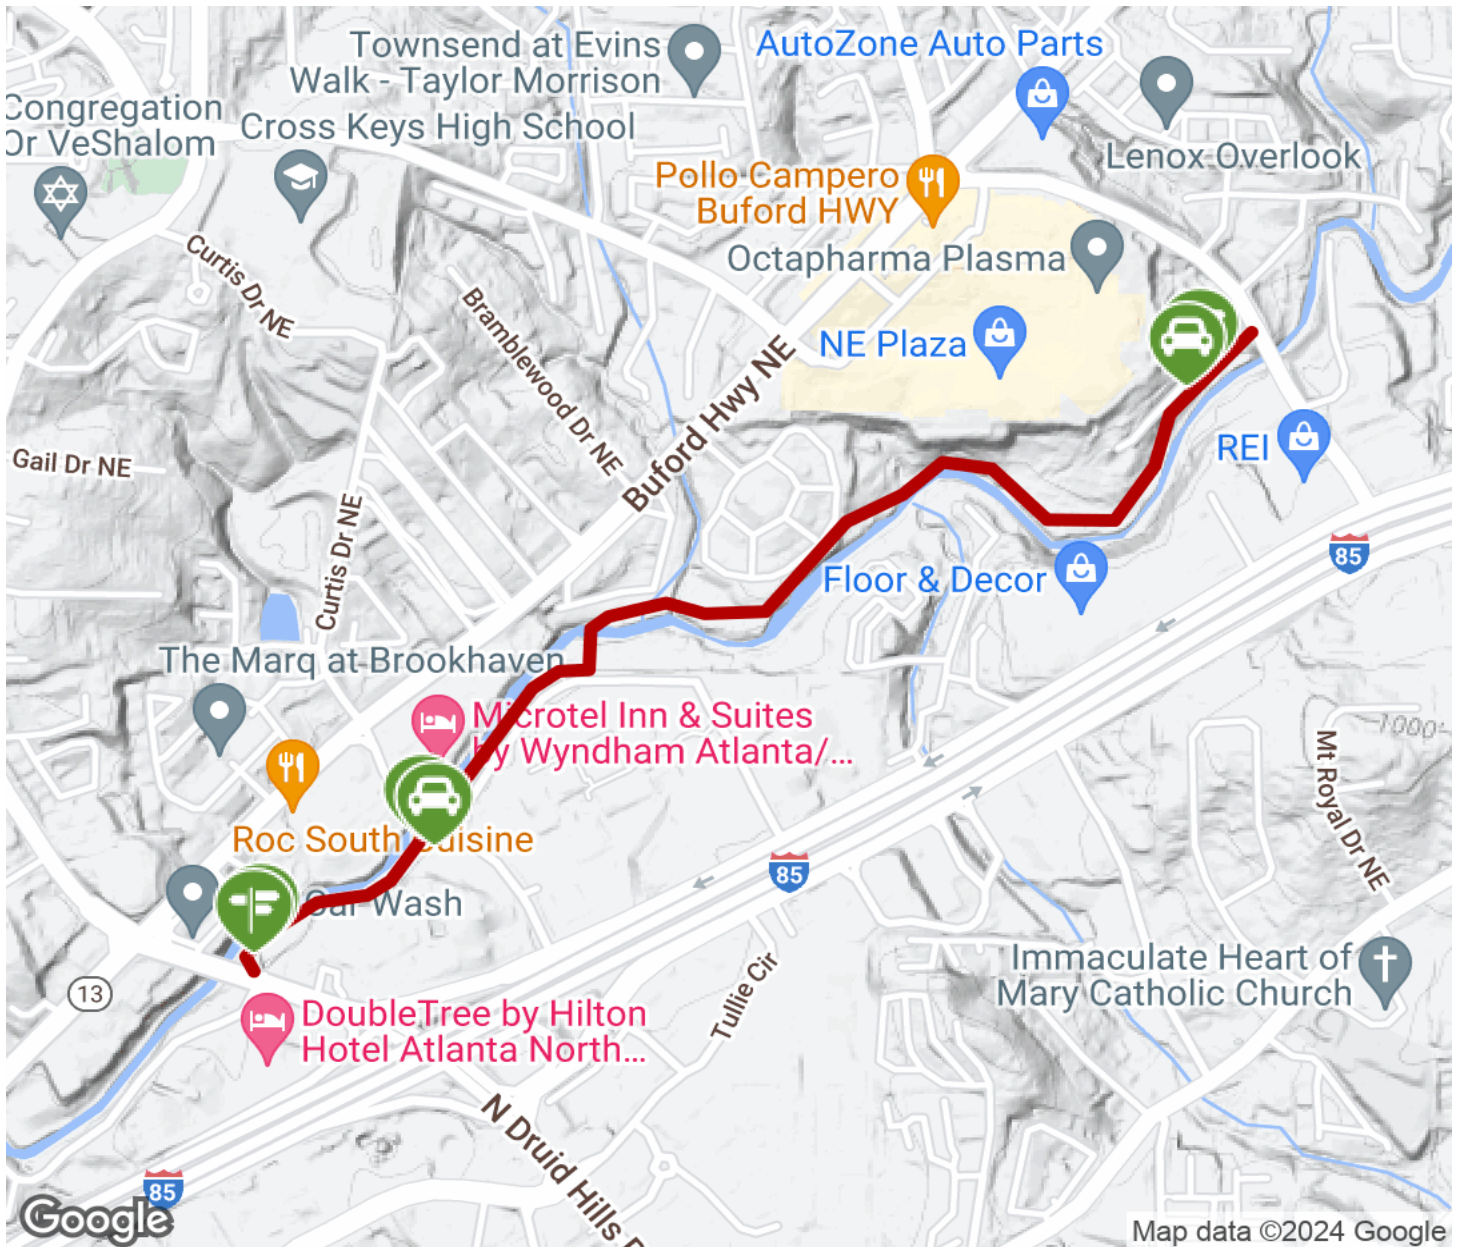 Townsend at Evins
Walk - Taylor Morrison
AutoZone Auto Parts
Congregation
Or VeShalom
Cross Keys High School
Lenox Overlook
Pollo Campero
Buford HWY
Octapharma Plasma
Curtis Dr NE
Bramblewood Dr NE
NE Plaza
Buford Hwy NE
REI
Gail Dr NE
Curtis Dr NE
85
Floor & Decor
The Marq at Brookhaven
Microtel Inn & Suites
by Wyndham Atlanta/...
1000'
Mt Royal Dr NE
Roc South Cuisine
85
Car Wash
Immaculate Heart of
Mary Catholic Church
13
Tullie Cir
DoubleTree by Hilton
Hotel Atlanta North...
N Druid Hills
85
Google
Map data ©2024 Google